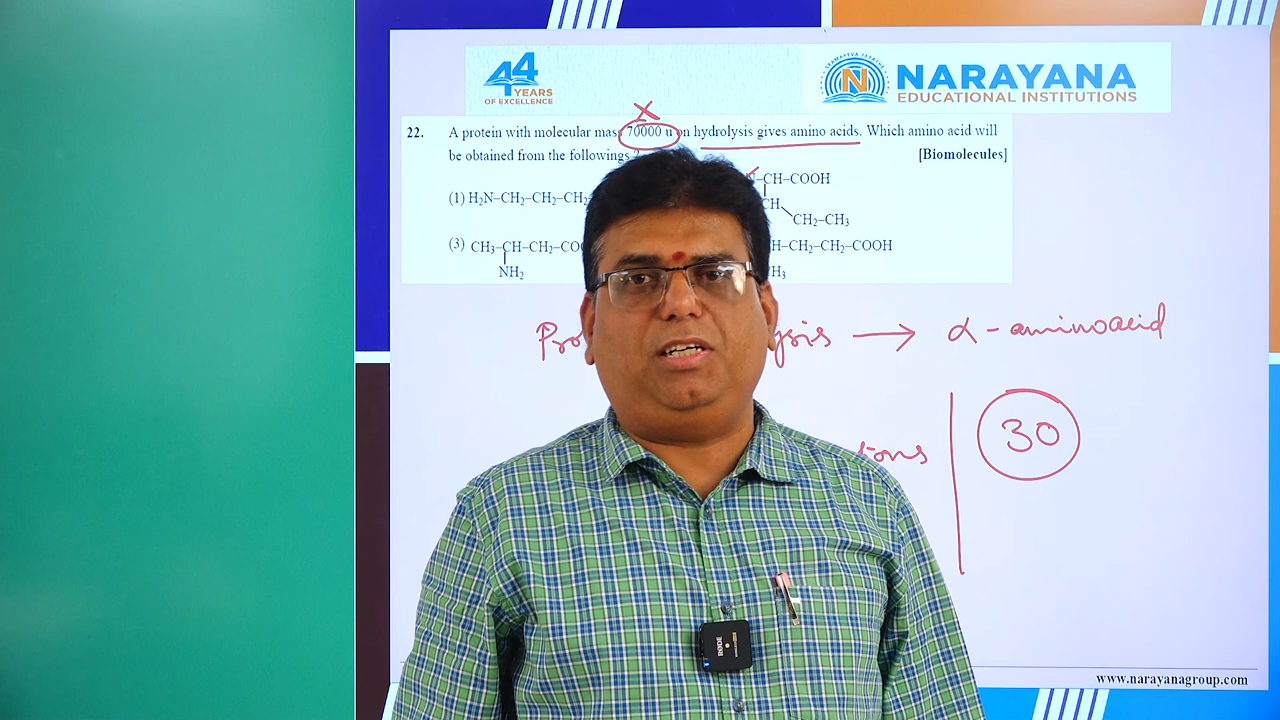 44
YEARS
OF EXCELLENCE
N
NARAYANA
EDUCATIONAL INSTITUTIONS
X
22. A protein with molecular mass 70000 u on hydrolysis gives amino acids. Which amino acid will
be obtained from the followings ? [Biomolecules]
(1) H₂N–CH₂–CH₂–CH₂
N–CH–COOH
CH
CH₂–CH₃
(3) CH₃–CH–CH₂–COO
NH₂
H–CH₂–CH₂–COOH
H₃
→ α-aminoacid
30
RODE
www.narayanagroup.com